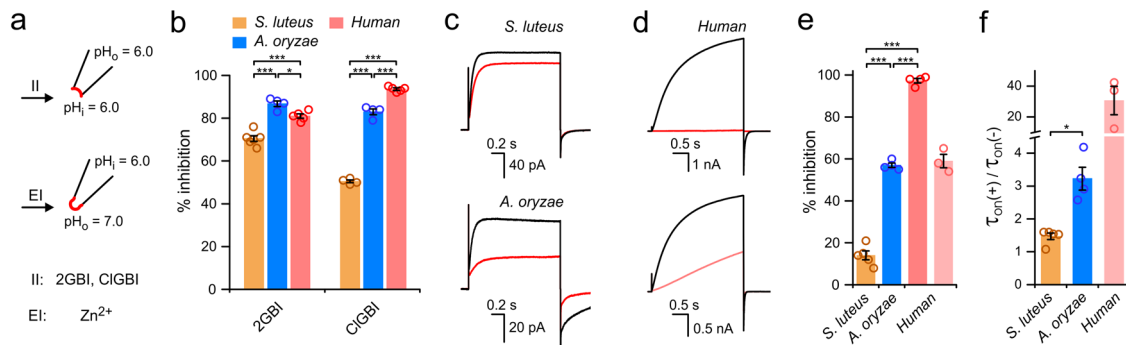 a
II
pHo = 6.0
pHi = 6.0
EI
pHi = 6.0
pHo = 7.0
II: 2GBI, ClGBI
EI: Zn2+
b
S. luteus
Human
A. oryzae
***
***
***
*
***
***
% inhibition
100
80
60
40
20
0
2GBI
ClGBI
c
S. luteus
0.2 s
40 pA
A. oryzae
0.2 s
20 pA
d
Human
0.5 s
1 nA
0.5 s
0.5 nA
e
***
***
***
% inhibition
100
80
60
40
20
0
S. luteus
A. oryzae
Human
f
τon(+) / τon(-)
40
20
4
3
2
1
0
*
S. luteus
A. oryzae
Human